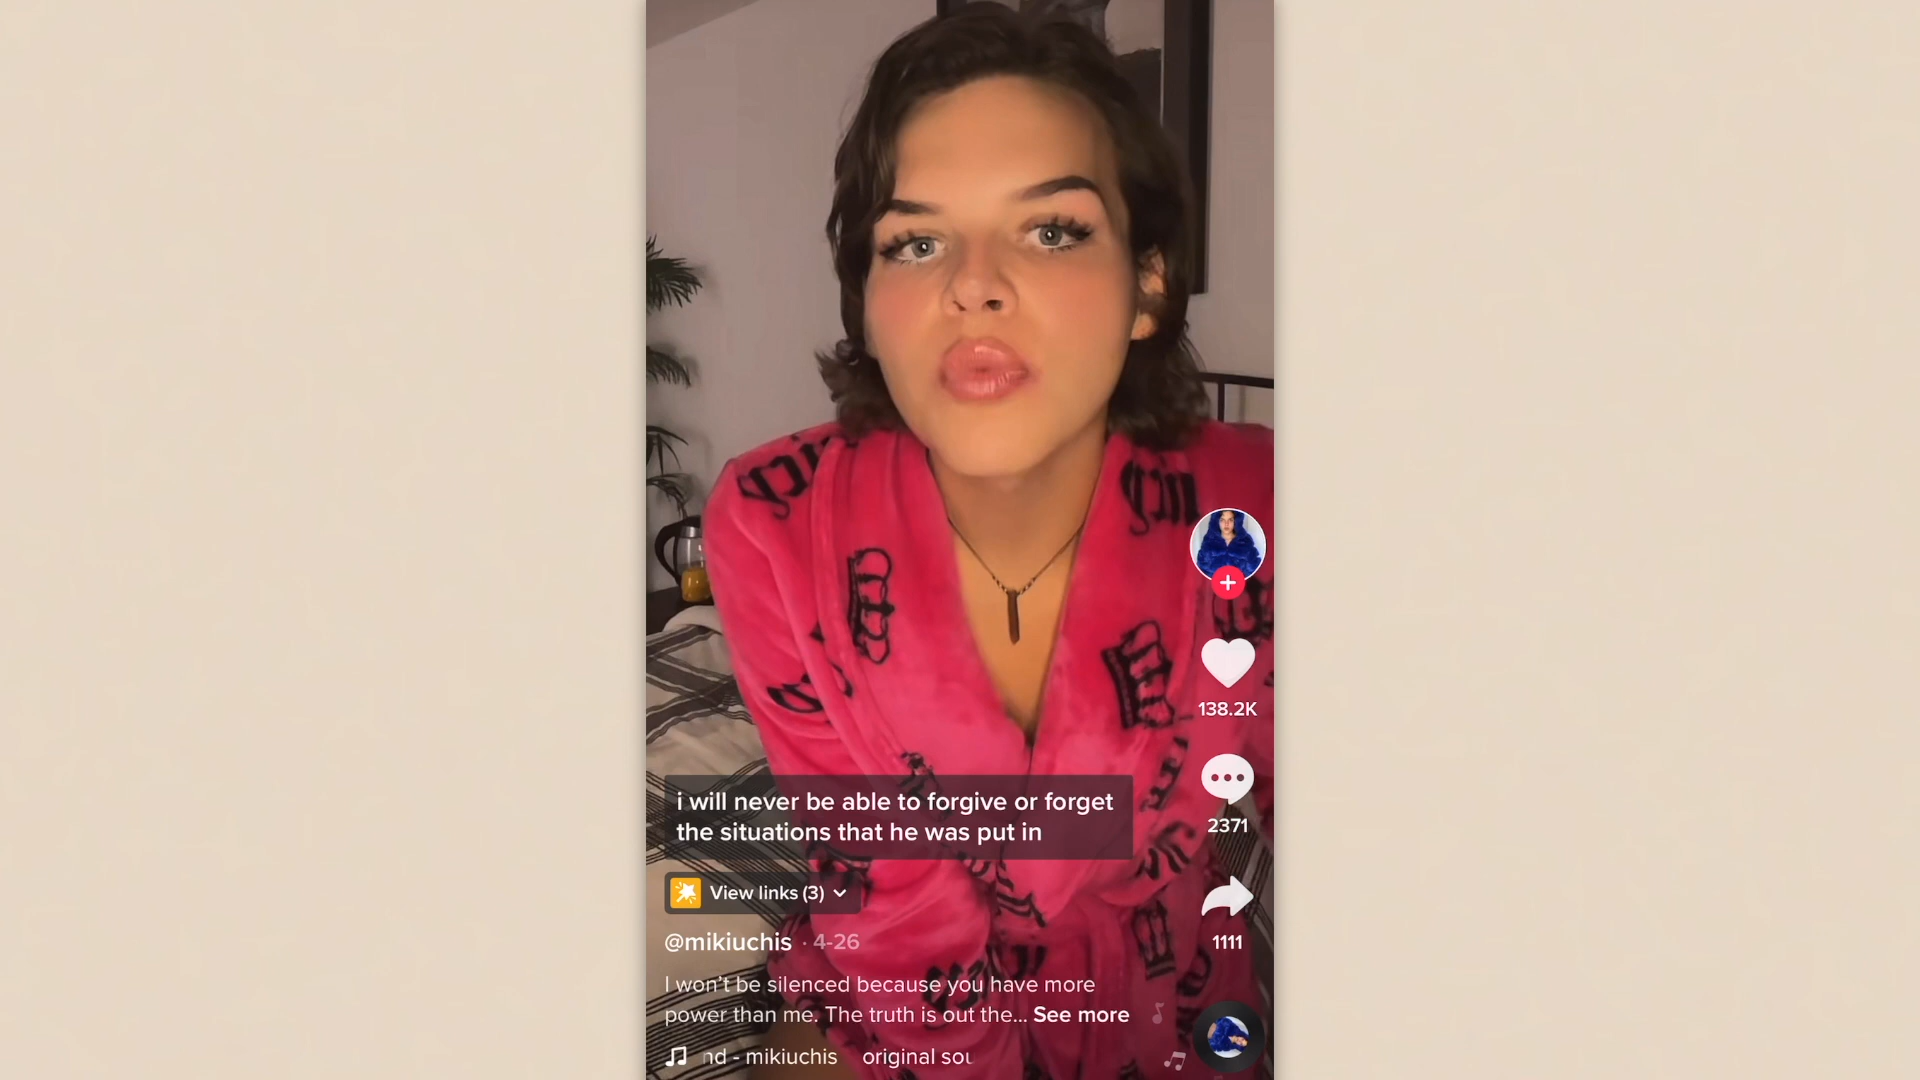 138.2K
i will never be able to forgive or forget
the situations that he was put in
2371
View links (3)
@mikiuchis · 4-26
1111
I won't be silenced because you have more
power than me. The truth is out the... See more
nd - mikiuchis original sou